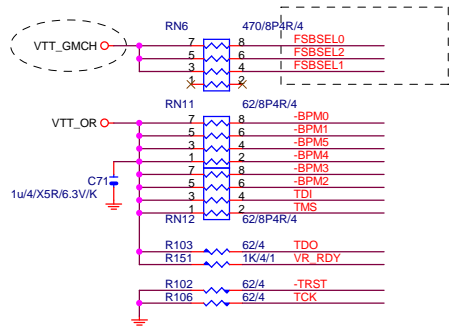 RN6 470/8P4R/4
VTT_GMCH 7 8 FSBSEL0
5 6 FSBSEL2
3 4 FSBSEL1
1 2
RN11 62/8P4R/4
VTT_OR 7 8 -BPM0
5 6 -BPM1
3 4 -BPM5
1 2 -BPM4
C71 7 8 -BPM3
1u/4/X5R/6.3V/K 5 6 -BPM2
3 4 TDI
1 2 TMS
RN12 62/8P4R/4
R103 62/4 TDO
R151 1K/4/1 VR_RDY
R102 62/4 -TRST
R106 62/4 TCK